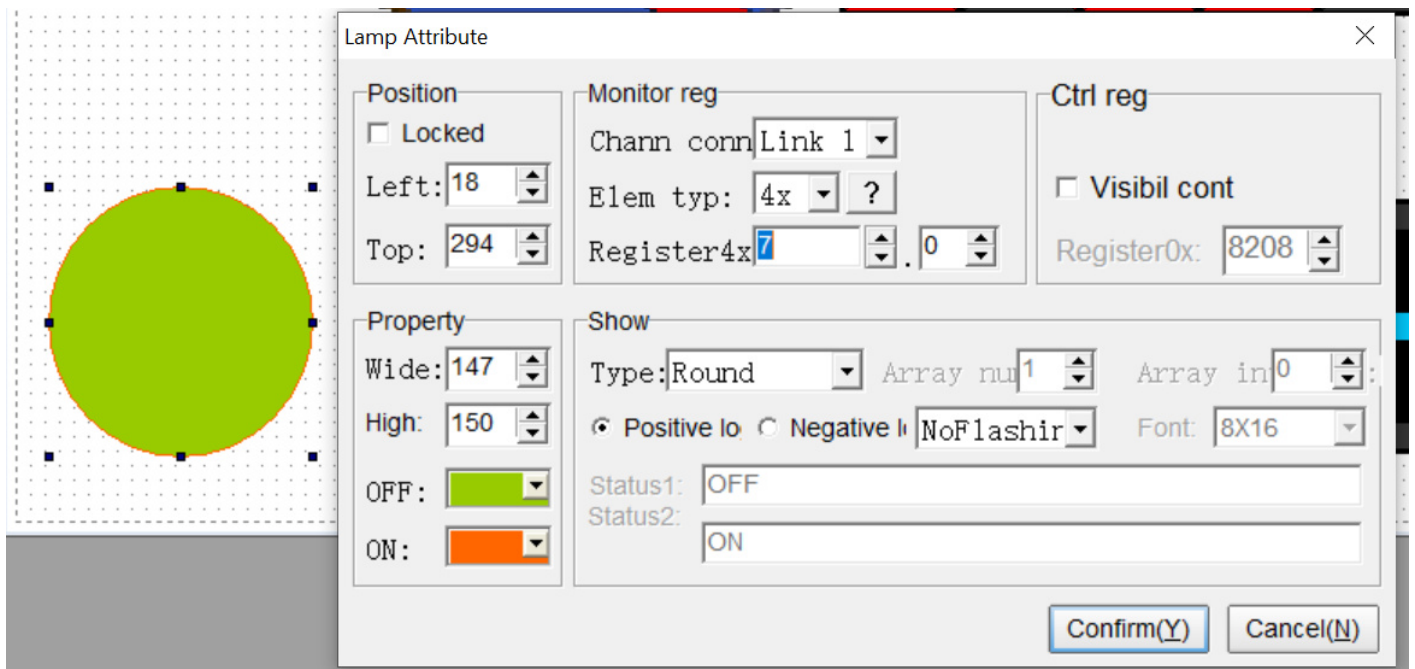 Lamp Attribute
Position
Locked
Left: 18
Top: 294
Monitor reg
Chann conn Link 1
Elem typ: 4x ?
Register4x 7 . 0
Ctrl reg
Visibil cont
Register0x: 8208
Property
Wide: 147
High: 150
OFF:
ON:
Show
Type: Round Array nu 1 Array in 0 :
Positive lo Negative l NoFlashin 
Font: 8X16
Status1: OFF
Status2:
ON
Confirm(Y) Cancel(N)